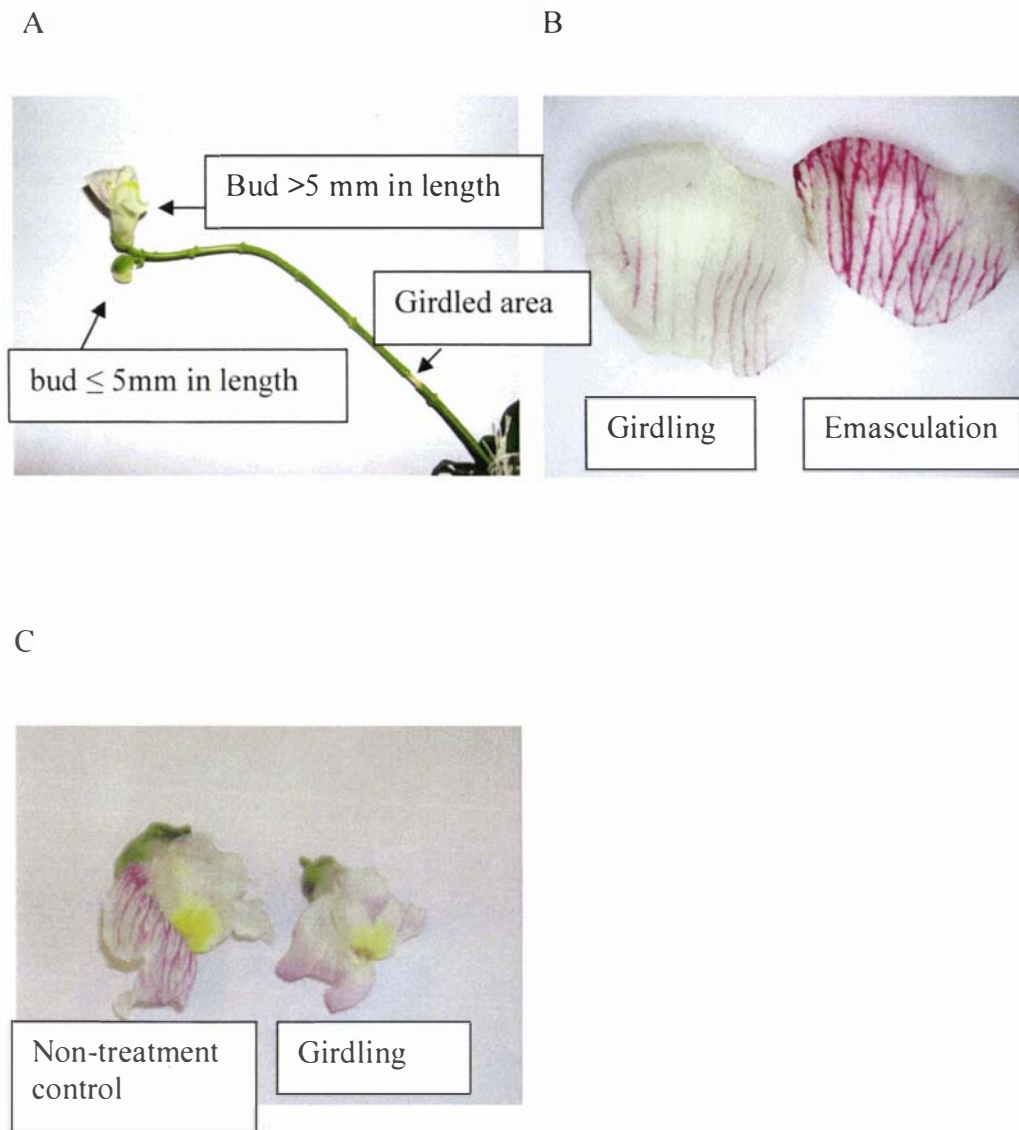 A
B
Bud >5 mm in length
Girdled area
bud ≤ 5mm in length
Girdling
Emasculation
C
Non-treatment
control
Girdling